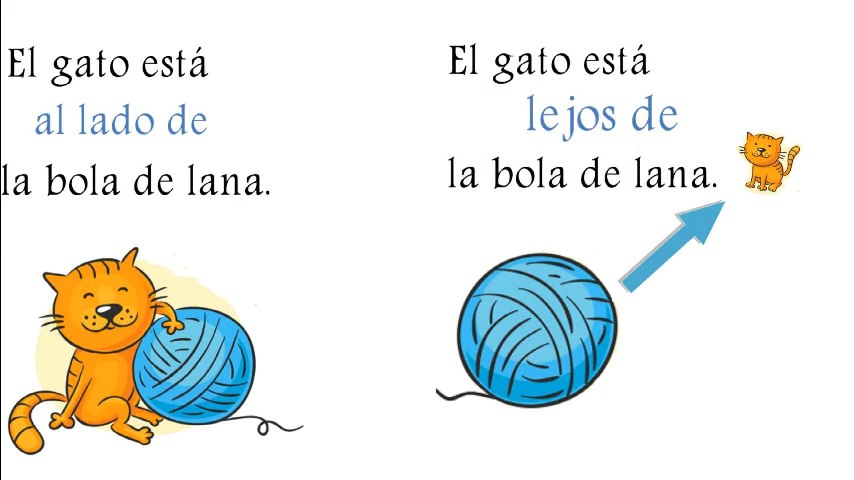 El gato está
al lado de
la bola de lana.
El gato está
lejos de
la bola de lana.